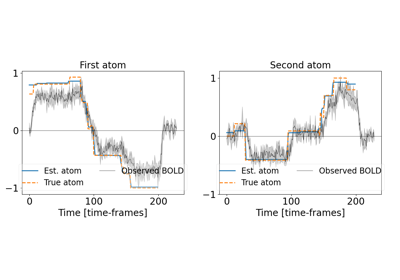 First atom
1
0
−1
Est. atom
Observed BOLD
True atom
0
100
200
Time [time-frames]
Second atom
1
0
−1
Est. atom
Observed BOLD
True atom
0
100
200
Time [time-frames]